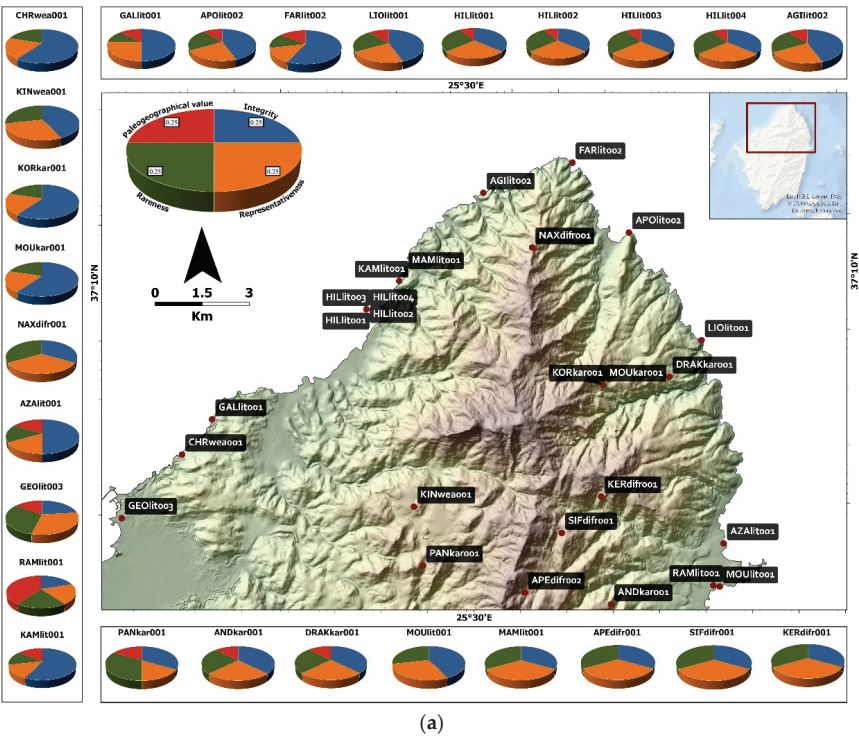 CHRwea001
KINwea001
KORkar001
MOUkar001
NAXdifr001
AZAlit001
GEOlit003
RAMlit001
KAMlit001
GALlit001 APOlit002 FARlit002 LIOlit001 HILlit001 HILlit002 HILlit003 HILlit004 AGIlit002
25°30'E
Paleogeographical value
Integrity
0.25 0.25
0.25 0.25
Rareness
Representativeness
0 1.5 3
Km
37°10'N
37°10'N
FARlit002
AGIlit002
APOlit002
NAXdifr001
MAMlit001
KAMlit001
HILlit003 HILlit004
HILlit001 HILlit002
LIOlit001
DRAKkar001
KORkar001 MOUkar001
GALlit001
CHRwea001
KERdifr001
KINwea001
GEOlit003
SIFdifr001
AZAlit001
PANkar001
RAMlit001 MOUlit001
APEdifr002
ANDkar001
25°30'E
PANkar001 ANDkar001 DRAKkar001 MOUlit001 MAMlit001 APEdifr001 SIFdifr001 KERdifr001
(a)